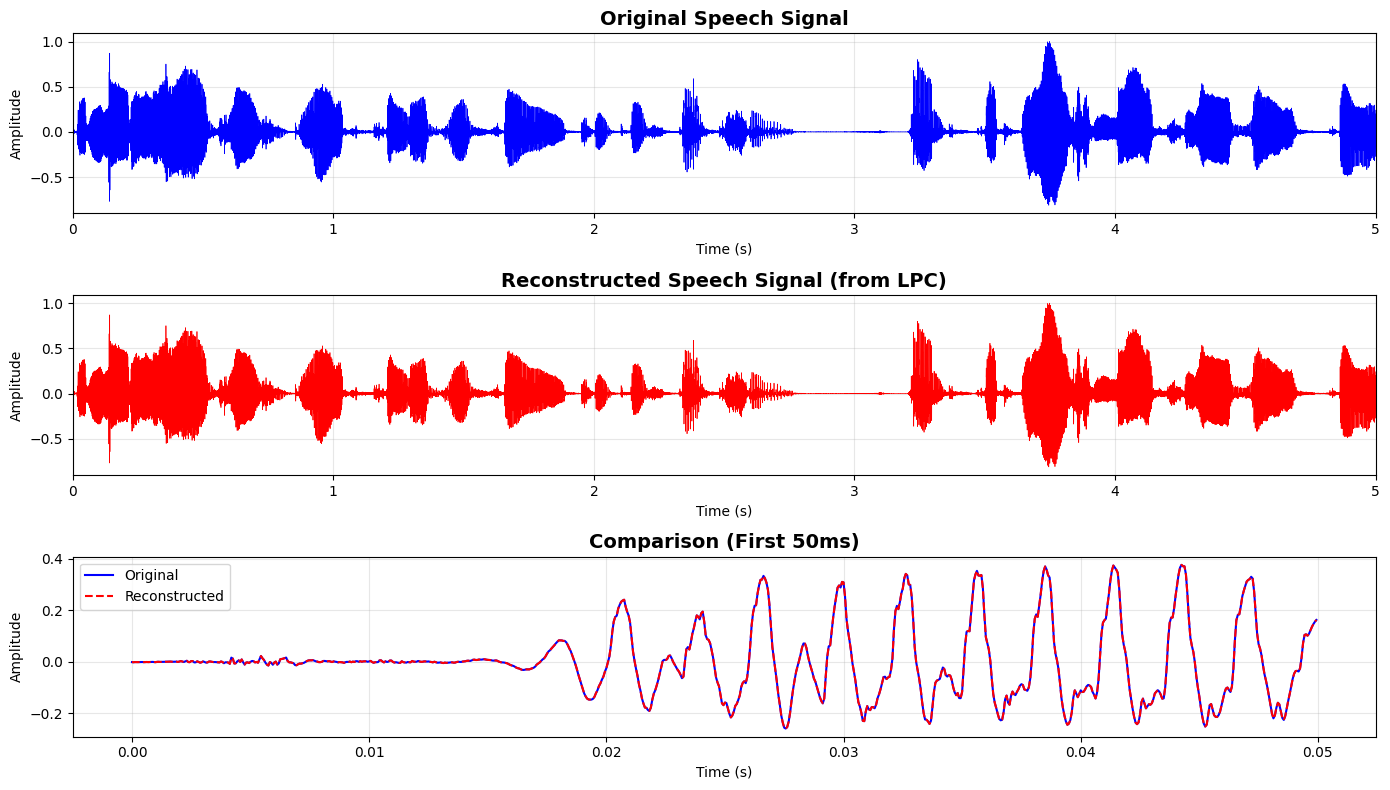 Original Speech Signal
1.0
0.5
0.0
−0.5
Amplitude
0 1 2 3 4 5
Time (s)
Reconstructed Speech Signal (from LPC)
1.0
0.5
0.0
−0.5
Amplitude
0 1 2 3 4 5
Time (s)
Comparison (First 50ms)
0.4
0.2
0.0
−0.2
Amplitude
Original
Reconstructed
0.00 0.01 0.02 0.03 0.04 0.05
Time (s)